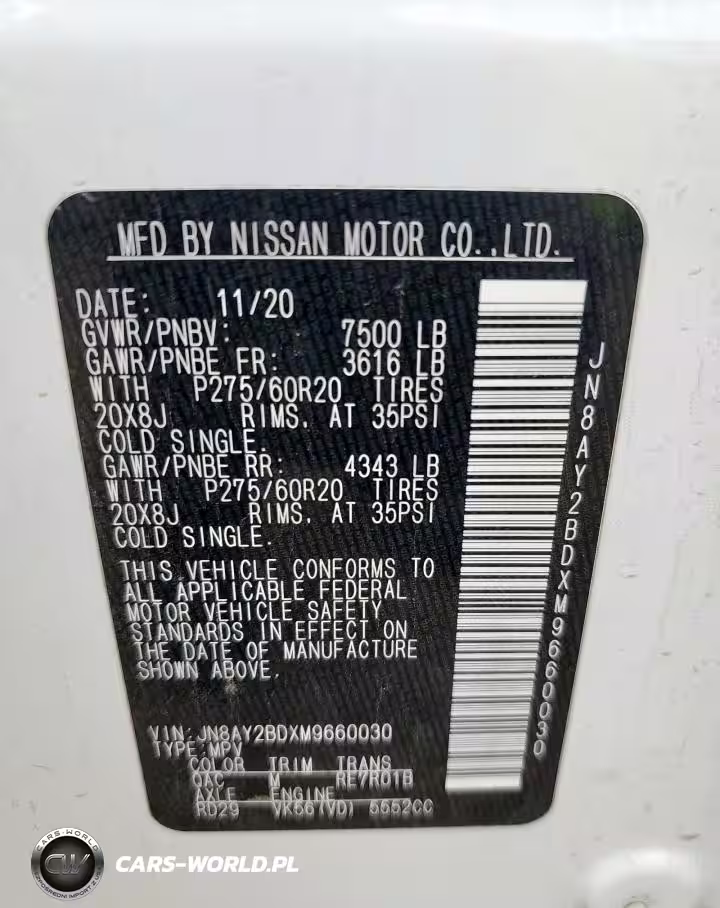 MFD BY NISSAN MOTOR CO.,LTD.
DATE: 11/20
GVWR/PNBV: 7500 LB
GAWR/PNBE FR: 3616 LB
WITH P275/60R20 TIRES
20X8J RIMS, AT 35PSI
COLD SINGLE.
GAWR/PNBE RR: 4343 LB
WITH P275/60R20 TIRES
20X8J RIMS, AT 35PSI
COLD SINGLE.
THIS VEHICLE CONFORMS TO
ALL APPLICABLE FEDERAL
MOTOR VEHICLE SAFETY
STANDARDS IN EFFECT ON
THE DATE OF MANUFACTURE
SHOWN ABOVE.
VIN: JN8AY2BDXM9660030
TYPE:MPV
COLOR TRIM TRANS
QAC M RE7R01B
AXLE ENGINE
RD29 VK56(VD) 5552CC
JN8AY2BDXM9660030
CARS-WORLD
CW
CARS-WORLD.PL